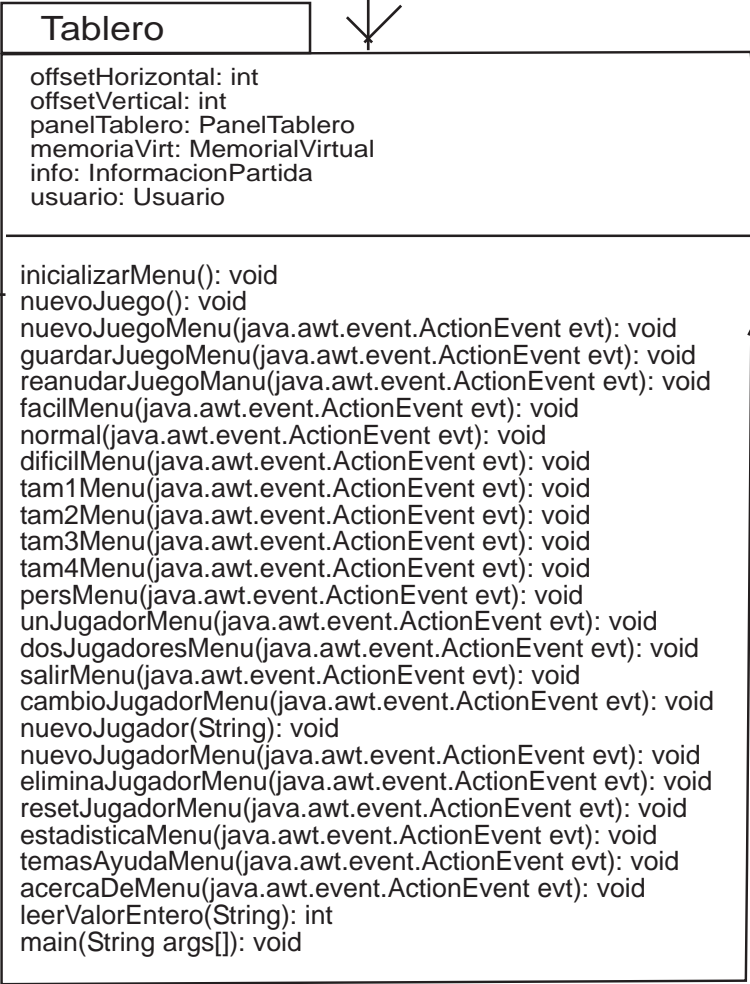 Tablero
offsetHorizontal: int
offsetVertical: int
panelTablero: PanelTablero
memoriaVirt: MemorialVirtual
info: InformacionPartida
usuario: Usuario
inicializarMenu(): void
nuevoJuego(): void
nuevoJuegoMenu(java.awt.event.ActionEvent evt): void
guardarJuegoMenu(java.awt.event.ActionEvent evt): void
reanudarJuegoManu(java.awt.event.ActionEvent evt): void
facilMenu(java.awt.event.ActionEvent evt): void
normal(java.awt.event.ActionEvent evt): void
dificilMenu(java.awt.event.ActionEvent evt): void
tam1Menu(java.awt.event.ActionEvent evt): void
tam2Menu(java.awt.event.ActionEvent evt): void
tam3Menu(java.awt.event.ActionEvent evt): void
tam4Menu(java.awt.event.ActionEvent evt): void
persMenu(java.awt.event.ActionEvent evt): void
unJugadorMenu(java.awt.event.ActionEvent evt): void
dosJugadoresMenu(java.awt.event.ActionEvent evt): void
salirMenu(java.awt.event.ActionEvent evt): void
cambioJugadorMenu(java.awt.event.ActionEvent evt): void
nuevoJugador(String): void
nuevoJugadorMenu(java.awt.event.ActionEvent evt): void
eliminaJugadorMenu(java.awt.event.ActionEvent evt): void
resetJugadorMenu(java.awt.event.ActionEvent evt): void
estadisticaMenu(java.awt.event.ActionEvent evt): void
temasAyudaMenu(java.awt.event.ActionEvent evt): void
acercaDeMenu(java.awt.event.ActionEvent evt): void
leerValorEntero(String): int
main(String args[]): void